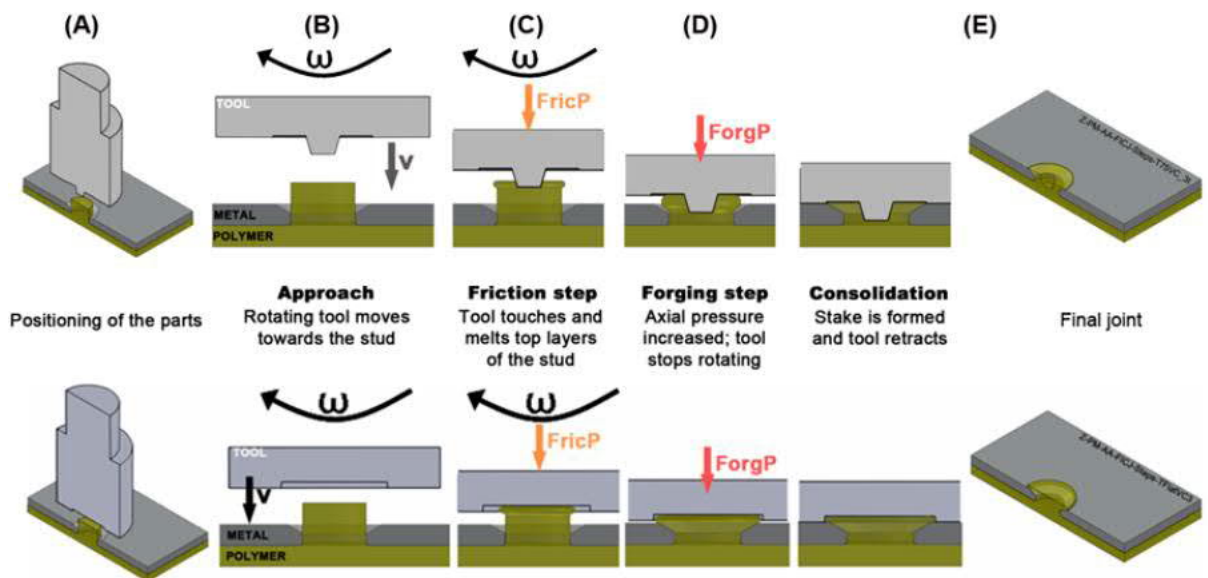 (A)
(B)
(C)
(D)
(E)
ω
ω
TOOL
FricP
ForgP
v
METAL
POLYMER
Positioning of the parts
Approach
Rotating tool moves
towards the stud
Friction step
Tool touches and
melts top layers
of the stud
Forging step
Axial pressure
increased; tool
stops rotating
Consolidation
Stake is formed
and tool retracts
Final joint
ω
ω
TOOL
FricP
ForgP
v
METAL
POLYMER